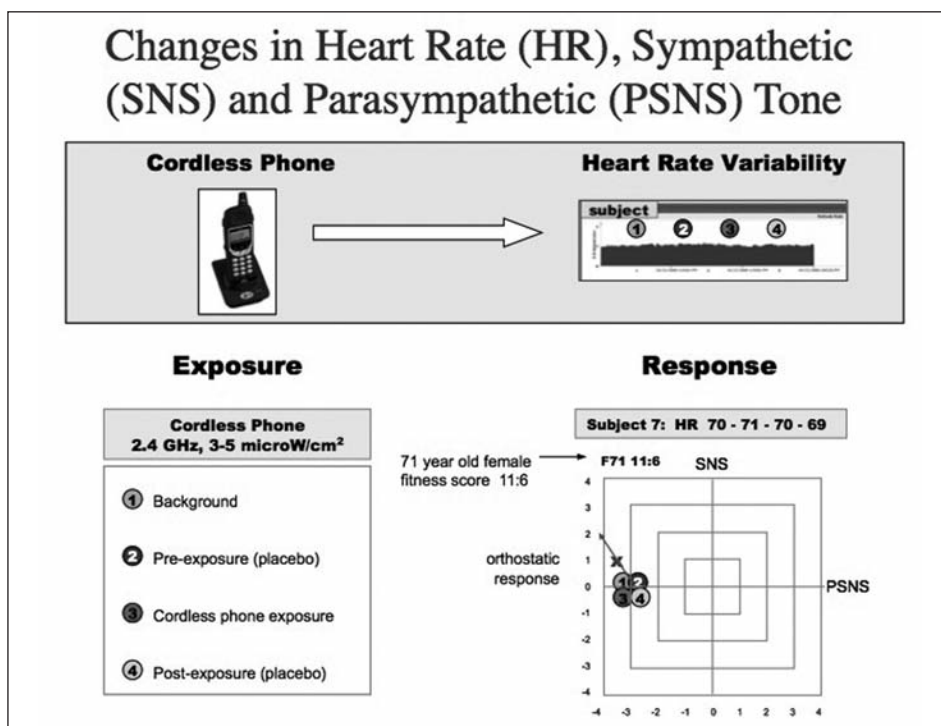 Changes in Heart Rate (HR), Sympathetic
(SNS) and Parasympathetic (PSNS) Tone
Cordless Phone
Heart Rate Variability
subject
1 2 3 4
Exposure
Response
Cordless Phone
2.4 GHz, 3-5 microW/cm²
1 Background
2 Pre-exposure (placebo)
3 Cordless phone exposure
4 Post-exposure (placebo)
Subject 7: HR 70 - 71 - 70 - 69
71 year old female
fitness score 11:6
F71 11:6
SNS
orthostatic
response
PSNS
4
3
2
1
0
-1
-2
-3
-4
1 2
3 4
-4 -3 -2 -1 0 1 2 3 4